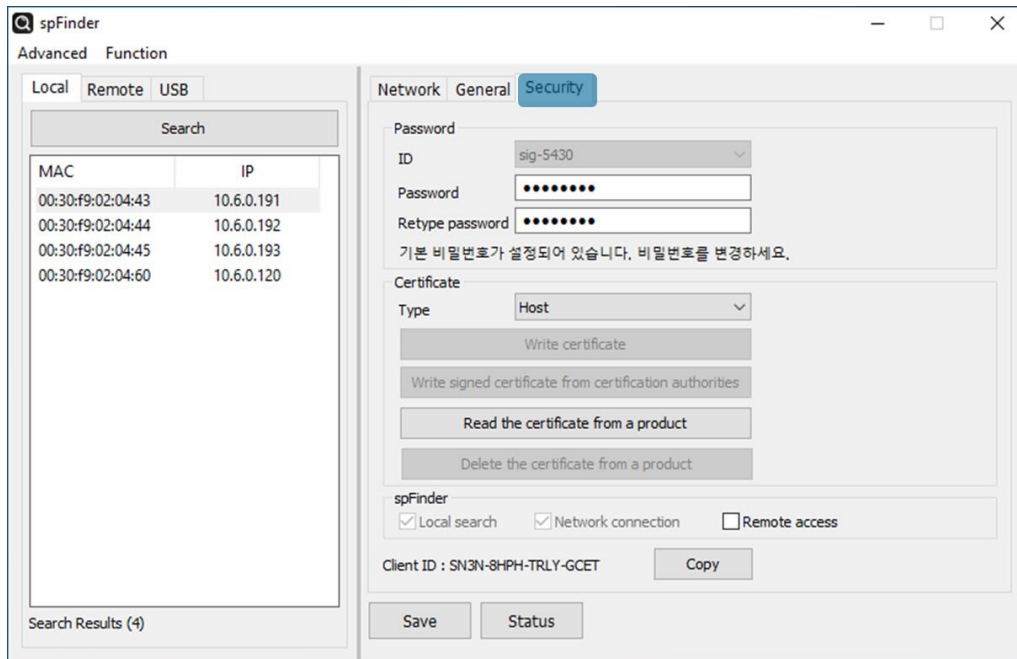 spFinder
Advanced Function
Local Remote USB
Search
MAC IP
00:30:f9:02:04:43 10.6.0.191
00:30:f9:02:04:44 10.6.0.192
00:30:f9:02:04:45 10.6.0.193
00:30:f9:02:04:60 10.6.0.120
Search Results (4)
Network General Security
Password
ID sig-5430
Password ••••••••
Retype password ••••••••
기본 비밀번호가 설정되어 있습니다. 비밀번호를 변경하세요.
Certificate
Type Host
Write certificate
Write signed certificate from certification authorities
Read the certificate from a product
Delete the certificate from a product
spFinder
Local search Network connection Remote access
Client ID : SN3N-8HPH-TRLY-GCET Copy
Save Status